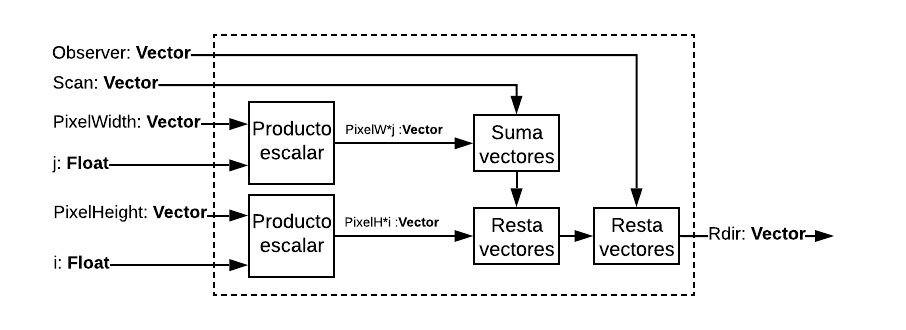 Observer: Vector
Scan: Vector
PixelWidth: Vector
j: Float
PixelHeight: Vector
i: Float
Producto
escalar
PixelW*j :Vector
Suma
vectores
Producto
escalar
PixelH*i :Vector
Resta
vectores
Resta
vectores
Rdir: Vector